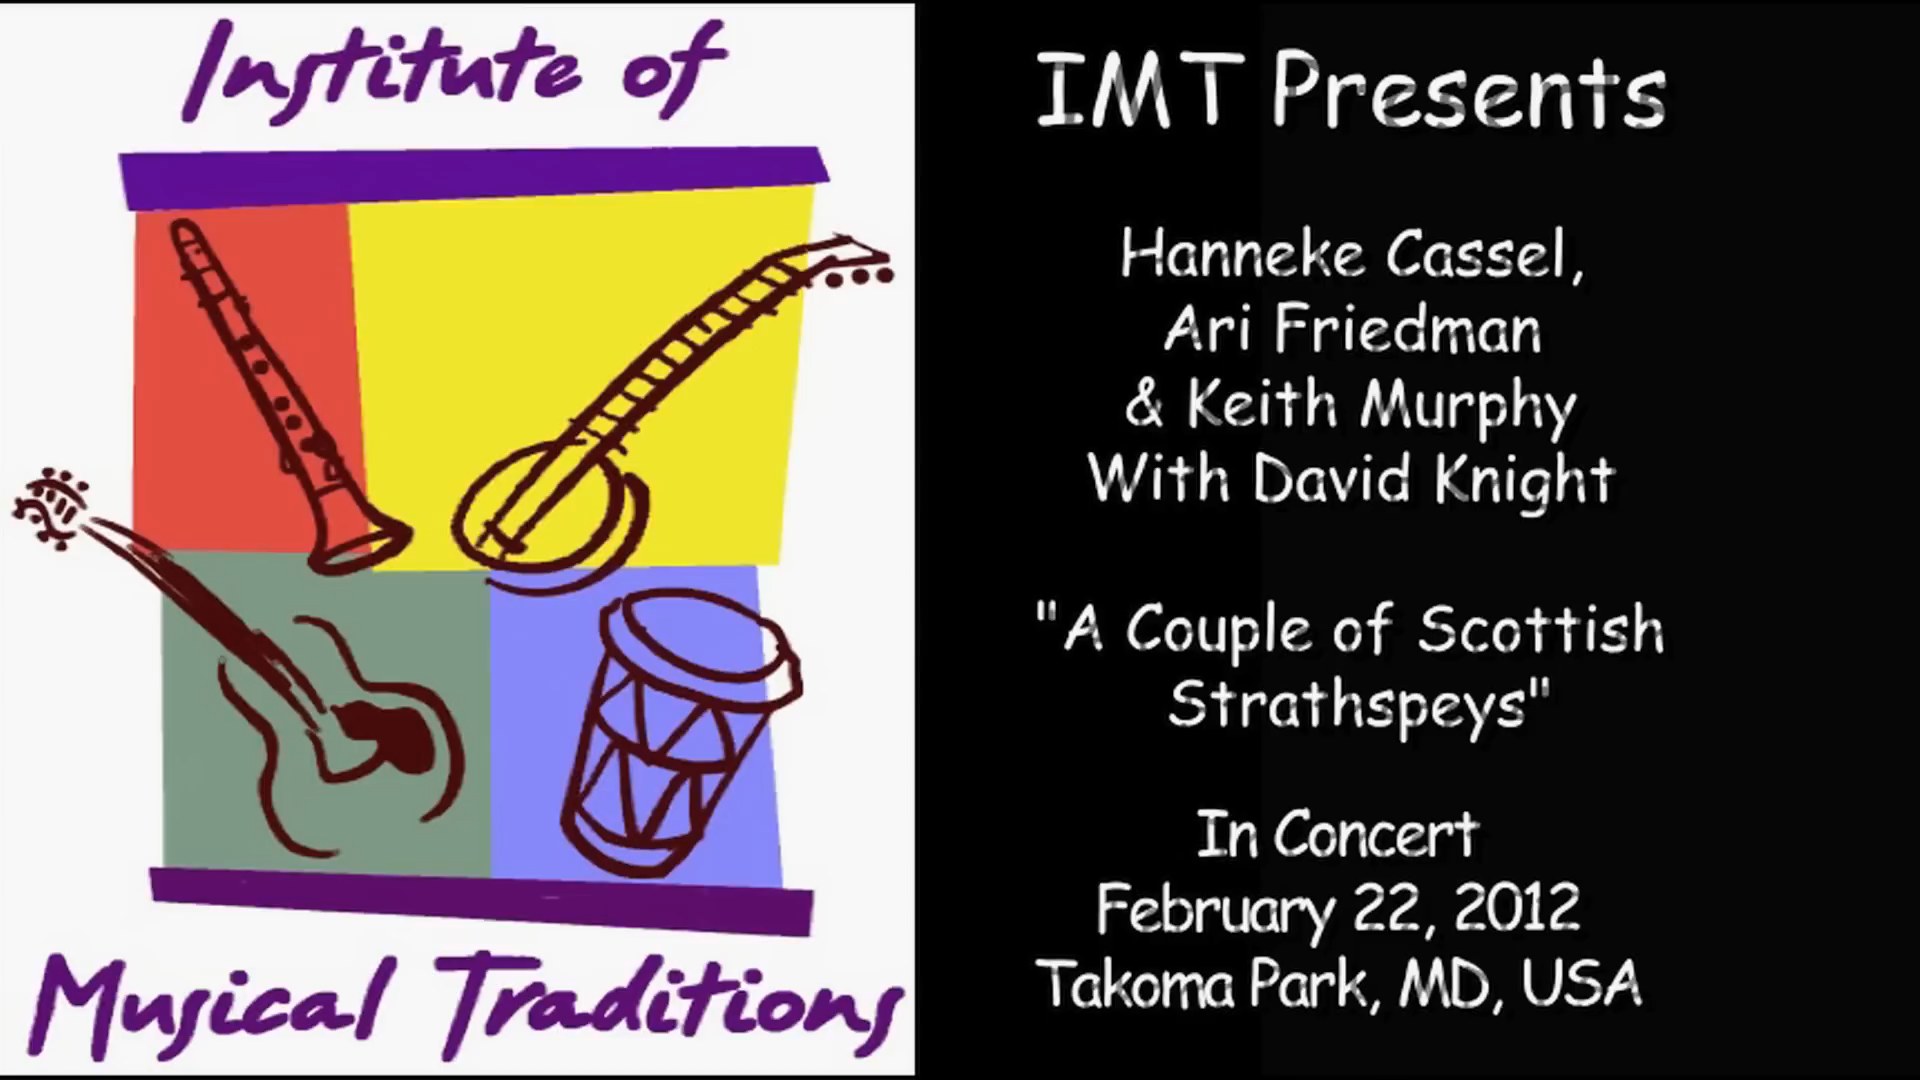 Institute of
Musical Traditions
IMT Presents
Hanneke Cassel,
Ari Friedman
& Keith Murphy
With David Knight
"A Couple of Scottish
Strathspeys"
In Concert
February 22, 2012
Takoma Park, MD, USA